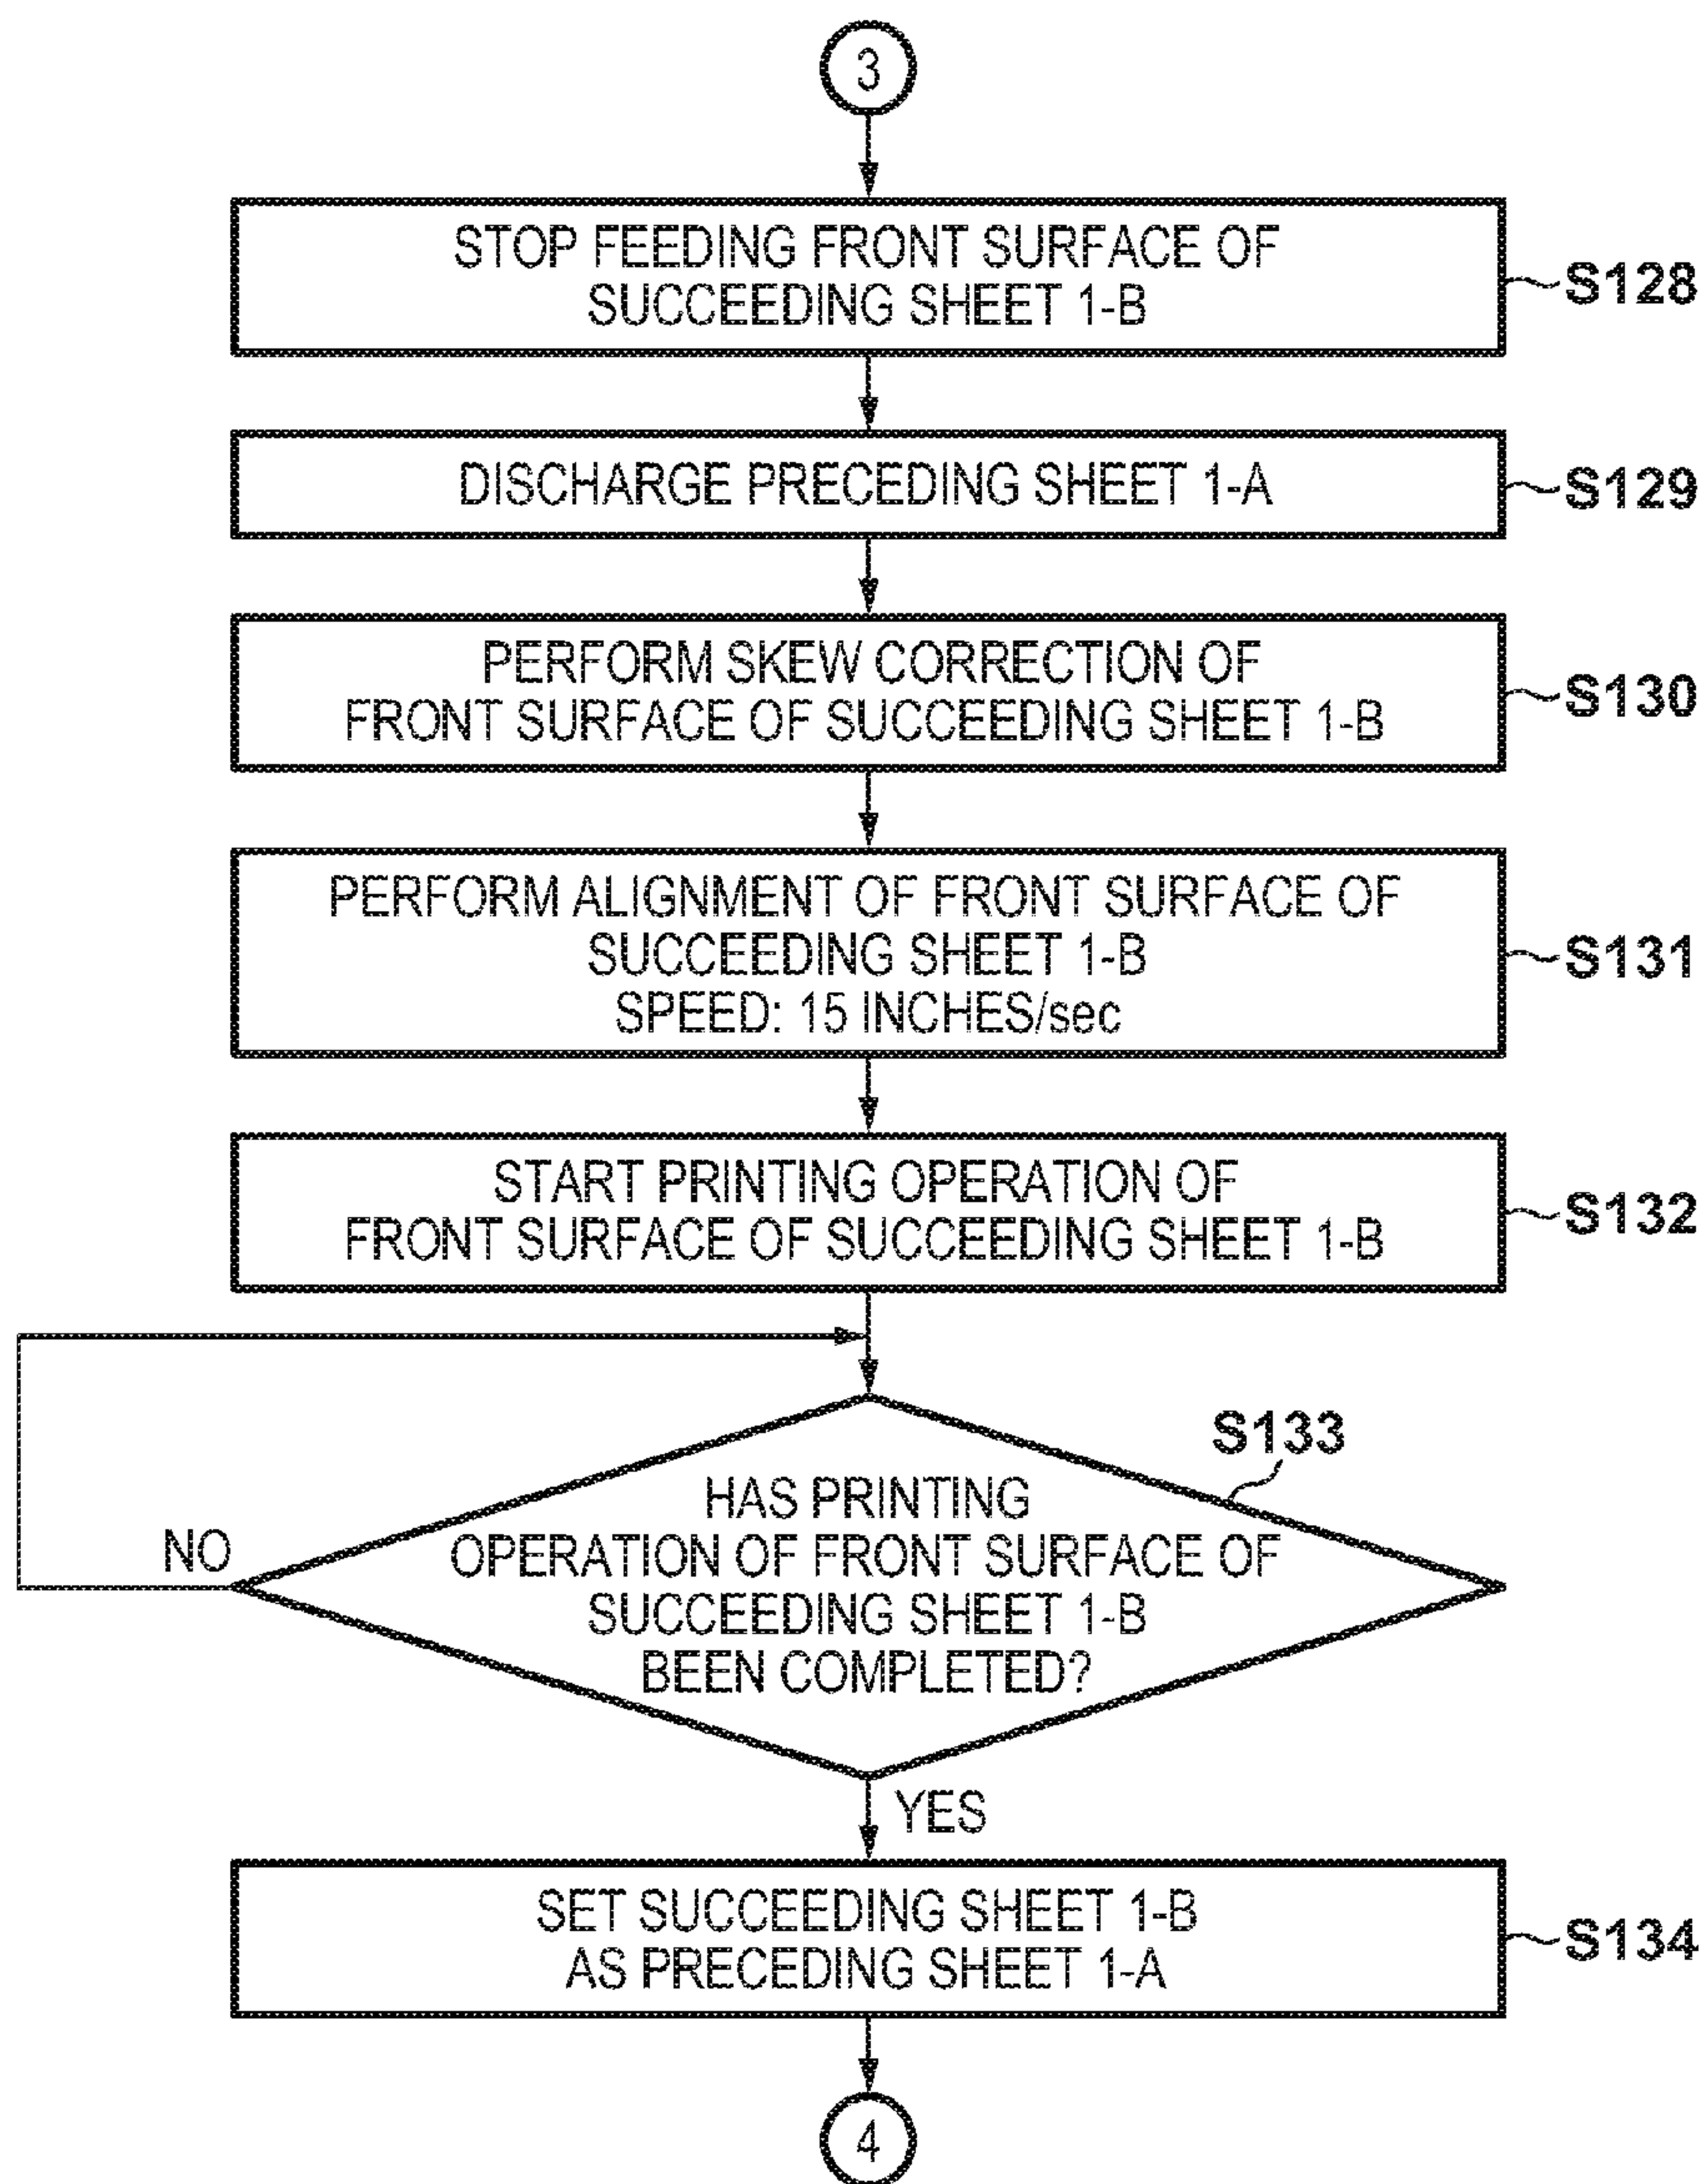 3
STOP FEEDING FRONT SURFACE OF
SUCCEEDING SHEET 1-B
S128
DISCHARGE PRECEDING SHEET 1-A
S129
PERFORM SKEW CORRECTION OF
FRONT SURFACE OF SUCCEEDING SHEET 1-B
S130
PERFORM ALIGNMENT OF FRONT SURFACE OF
SUCCEEDING SHEET 1-B
SPEED: 15 INCHES/sec
S131
START PRINTING OPERATION OF
FRONT SURFACE OF SUCCEEDING SHEET 1-B
S132
S133
HAS PRINTING
OPERATION OF FRONT SURFACE OF
SUCCEEDING SHEET 1-B
BEEN COMPLETED?
NO
YES
SET SUCCEEDING SHEET 1-B
AS PRECEDING SHEET 1-A
S134
4